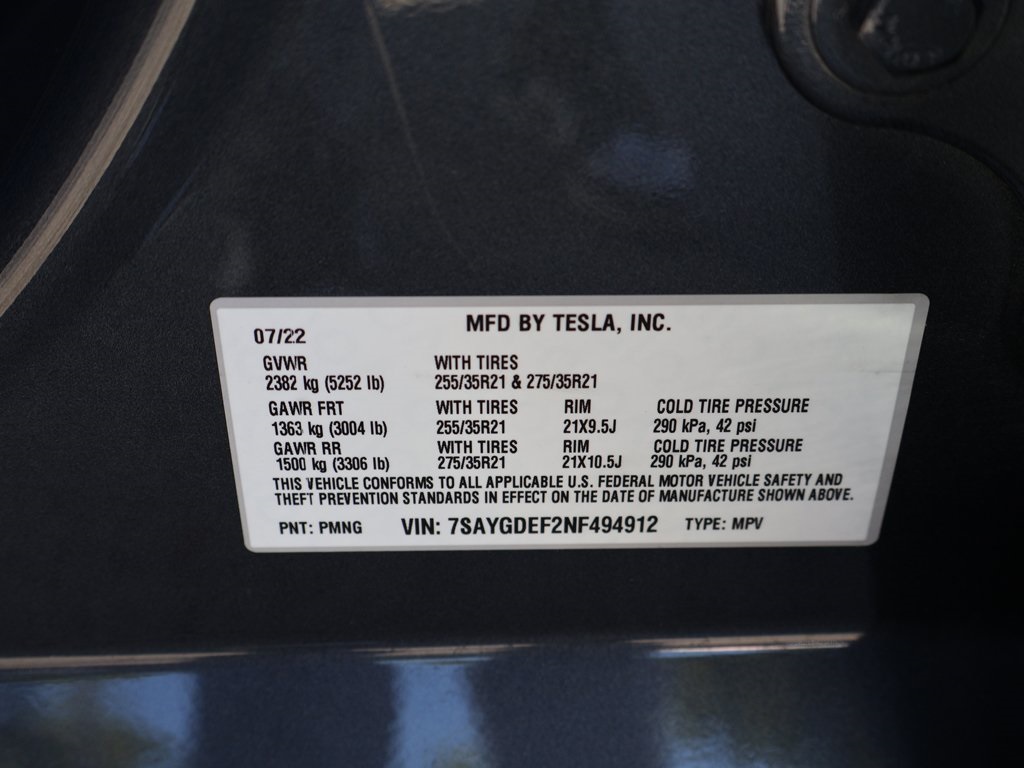 MFD BY TESLA, INC.
07/22
GVWR WITH TIRES
2382 kg (5252 lb) 255/35R21 & 275/35R21
GAWR FRT WITH TIRES RIM COLD TIRE PRESSURE
1363 kg (3004 lb) 255/35R21 21X9.5J 290 kPa, 42 psi
GAWR RR WITH TIRES RIM COLD TIRE PRESSURE
1500 kg (3306 lb) 275/35R21 21X10.5J 290 kPa, 42 psi
THIS VEHICLE CONFORMS TO ALL APPLICABLE U.S. FEDERAL MOTOR VEHICLE SAFETY AND
THEFT PREVENTION STANDARDS IN EFFECT ON THE DATE OF MANUFACTURE SHOWN ABOVE.
PNT: PMNG VIN: 7SAYGDEF2NF494912 TYPE: MPV